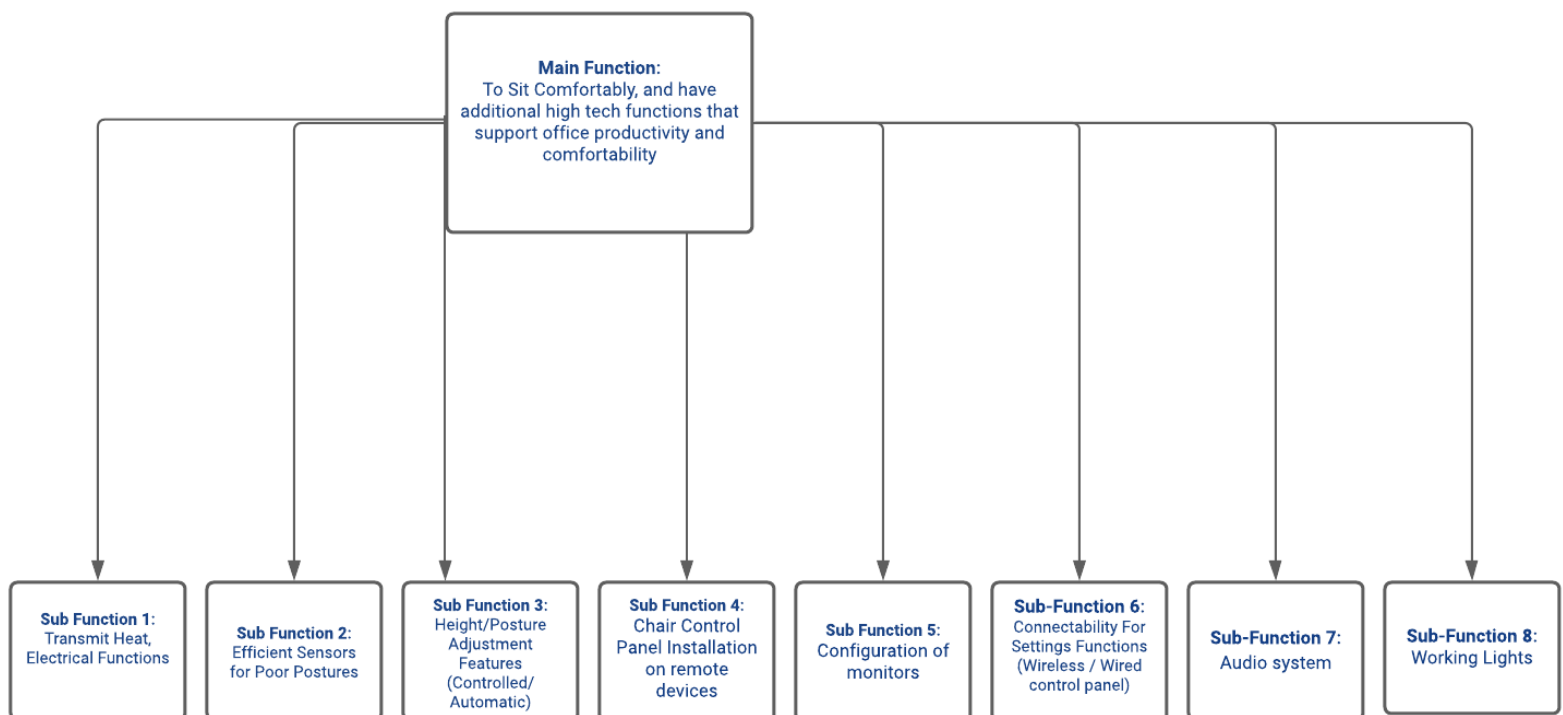 Main Function:
To Sit Comfortably, and have
additional high tech functions that
support office productivity and
comfortability
Sub Function 1:
Transmit Heat,
Electrical Functions
Sub Function 2:
Efficient Sensors
for Poor Postures
Sub Function 3:
Height/Posture
Adjustment
Features
(Controlled/
Automatic)
Sub Function 4:
Chair Control
Panel Installation
on remote
devices
Sub Function 5:
Configuration of
monitors
Sub-Function 6:
Connectability For
Settings Functions
(Wireless / Wired
control panel)
Sub-Function 7:
Audio system
Sub-Function 8:
Working Lights